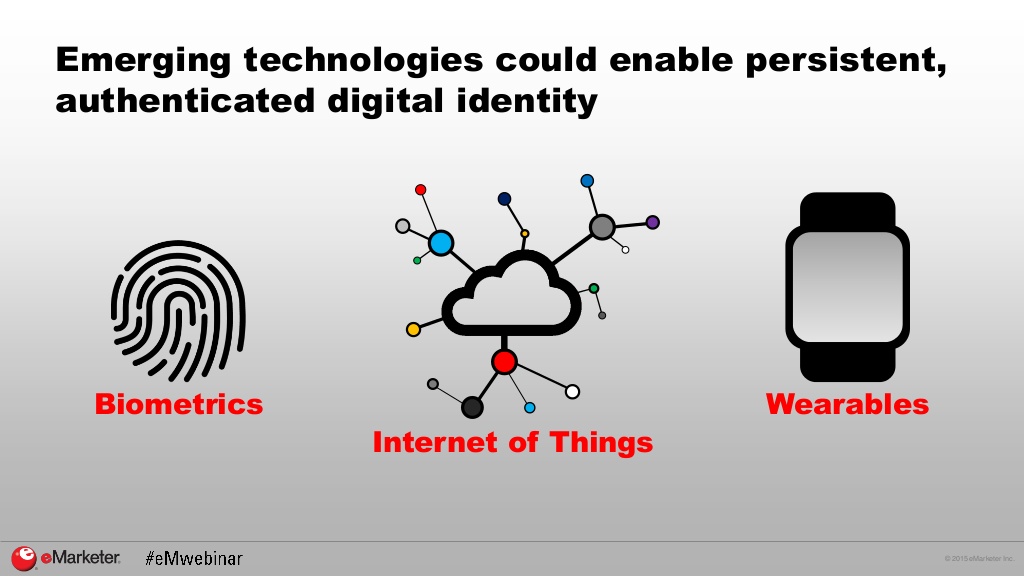 Emerging technologies could enable persistent,
authenticated digital identity
Biometrics
Wearables
Internet of Things
eMarketer.
#eMwebinar
© 2015 eMarketer Inc.